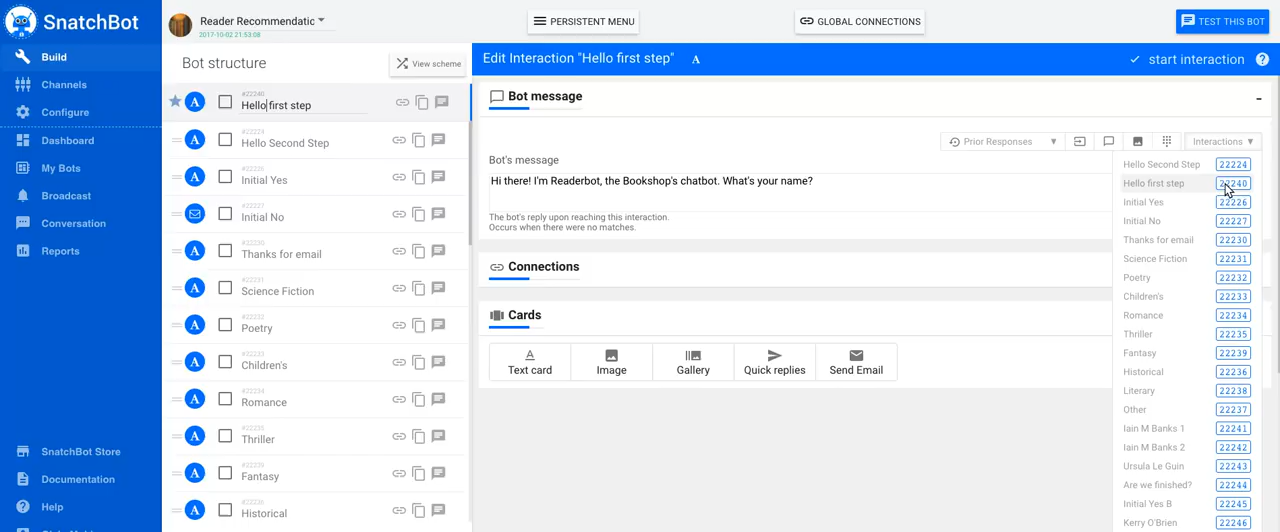 SnatchBot
Build
Channels
Configure
Dashboard
My Bots
Broadcast
Conversation
Reports
SnatchBot Store
Documentation
Help
Reader Recommendatic
2017-10-02 21:53:08
PERSISTENT MENU
GLOBAL CONNECTIONS
TEST THIS BOT
Bot structure
View scheme
#22240
A
Hello first step
#22224
A
Hello Second Step
#22226
A
Initial Yes
#22227
Initial No
#22230
A
Thanks for email
#22231
A
Science Fiction
#22232
A
Poetry
#22233
A
Children's
#22234
A
Romance
#22235
A
Thriller
#22239
A
Fantasy
#22236
A
Historical
Edit Interaction "Hello first step"
A
start interaction
?
Bot message
Prior Responses
Interactions
Bot's message
Hi there! I'm Readerbot, the Bookshop's chatbot. What's your name?
The bot's reply upon reaching this interaction.
Occurs when there were no matches.
Connections
Cards
Text card
Image
Gallery
Quick replies
Send Email
Hello Second Step 22224
Hello first step 22240
Initial Yes 22226
Initial No 22227
Thanks for email 22230
Science Fiction 22231
Poetry 22232
Children's 22233
Romance 22234
Thriller 22235
Fantasy 22239
Historical 22236
Literary 22238
Other 22237
Iain M Banks 1 22241
Iain M Banks 2 22242
Ursula Le Guin 22243
Are we finished? 22244
Initial Yes B 22245
Kerry O'Brien 22246